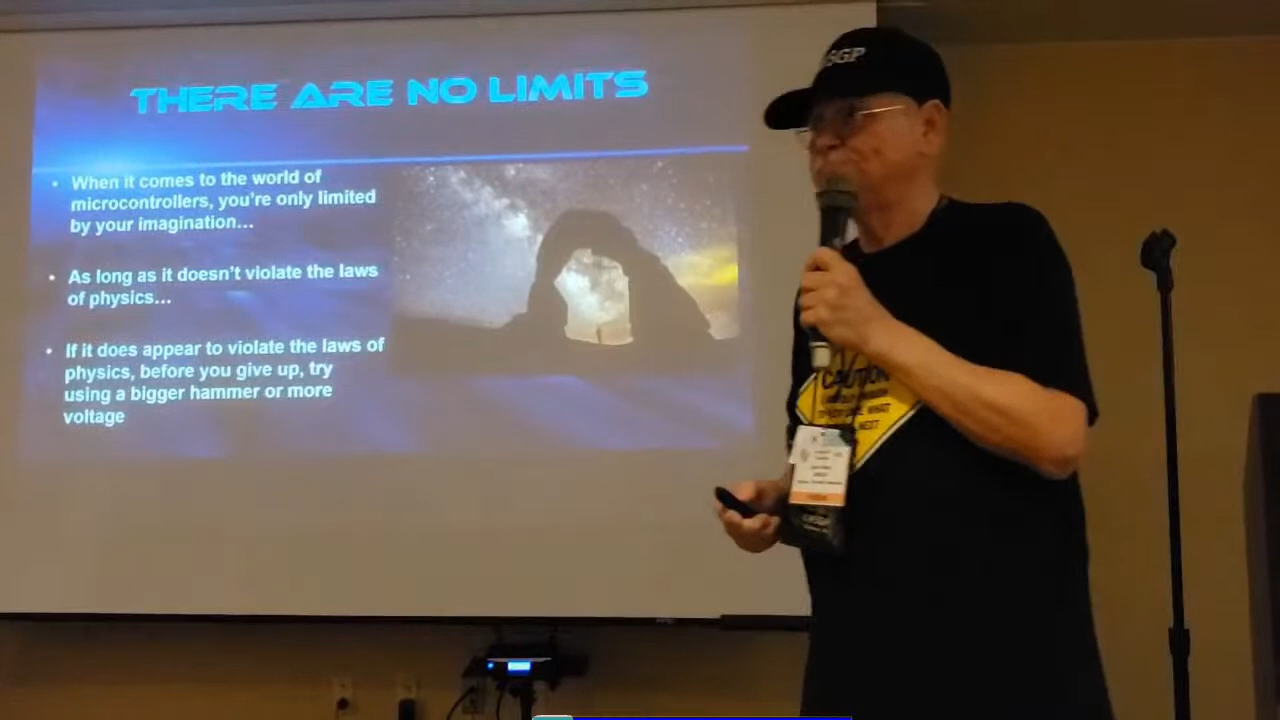 THERE ARE NO LIMITS
• When it comes to the world of
microcontrollers, you're only limited
by your imagination...
• As long as it doesn't violate the laws
of physics...
• If it does appear to violate the laws of
physics, before you give up, try
using a bigger hammer or more
voltage
CAUTION
WHAT
NEXT